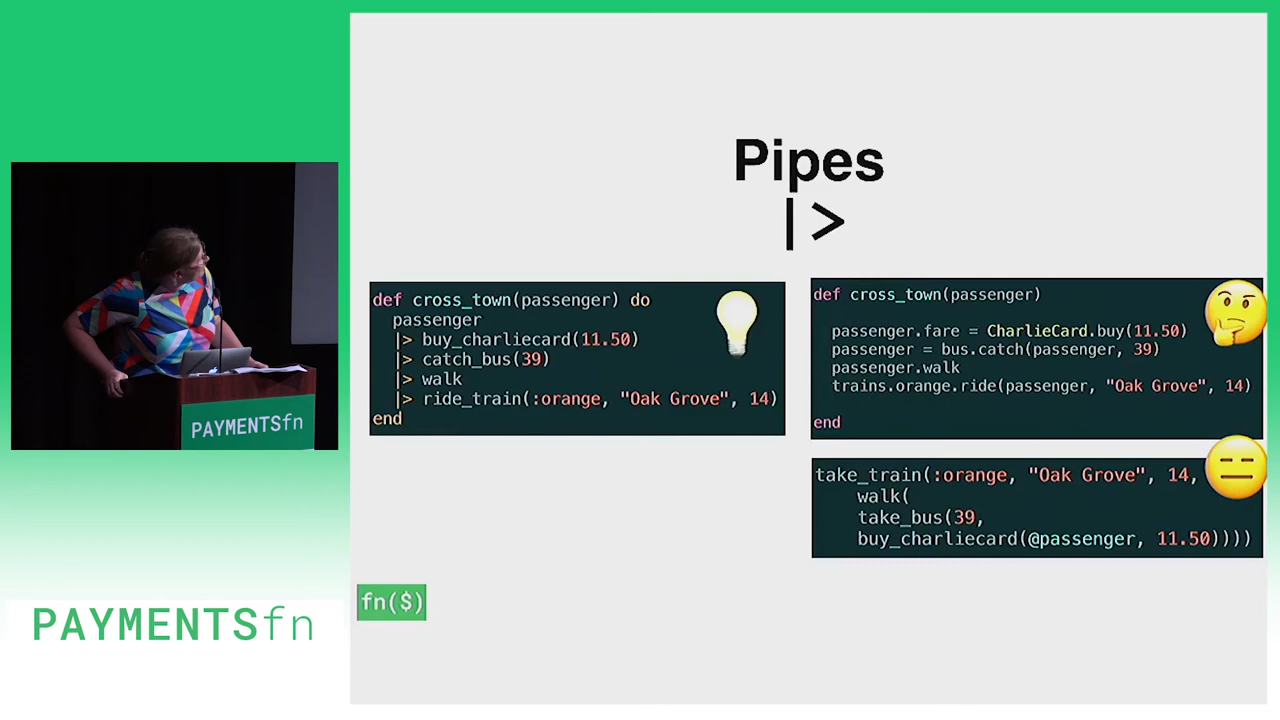 Pipes
|>
def cross_town(passenger) do
  passenger
  |> buy_charliecard(11.50)
  |> catch_bus(39)
  |> walk
  |> ride_train(:orange, "Oak Grove", 14)
end
def cross_town(passenger)
  passenger.fare = CharlieCard.buy(11.50)
  passenger = bus.catch(passenger, 39)
  passenger.walk
  trains.orange.ride(passenger, "Oak Grove", 14)
end
take_train(:orange, "Oak Grove", 14,
    walk(
    take_bus(39,
    buy_charliecard(@passenger, 11.50))))
PAYMENTSfn
fn($)
PAYMENTSfn